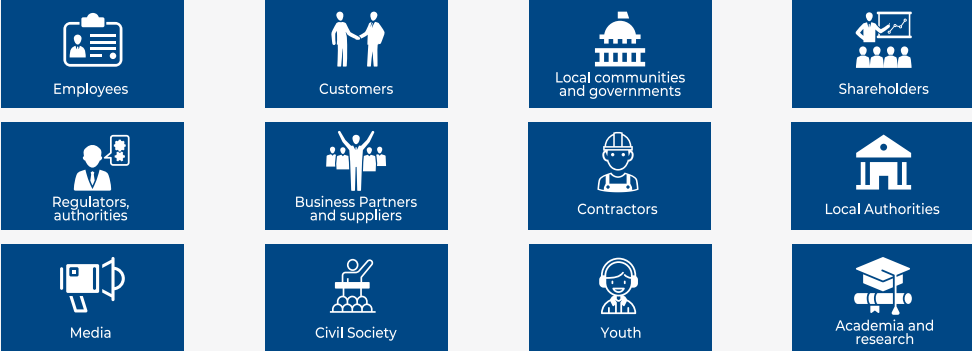 Employees
Customers
Local communities
and governments
Shareholders
Regulators,
authorities
Business Partners
and suppliers
Contractors
Local Authorities
Media
Civil Society
Youth
Academia and
research